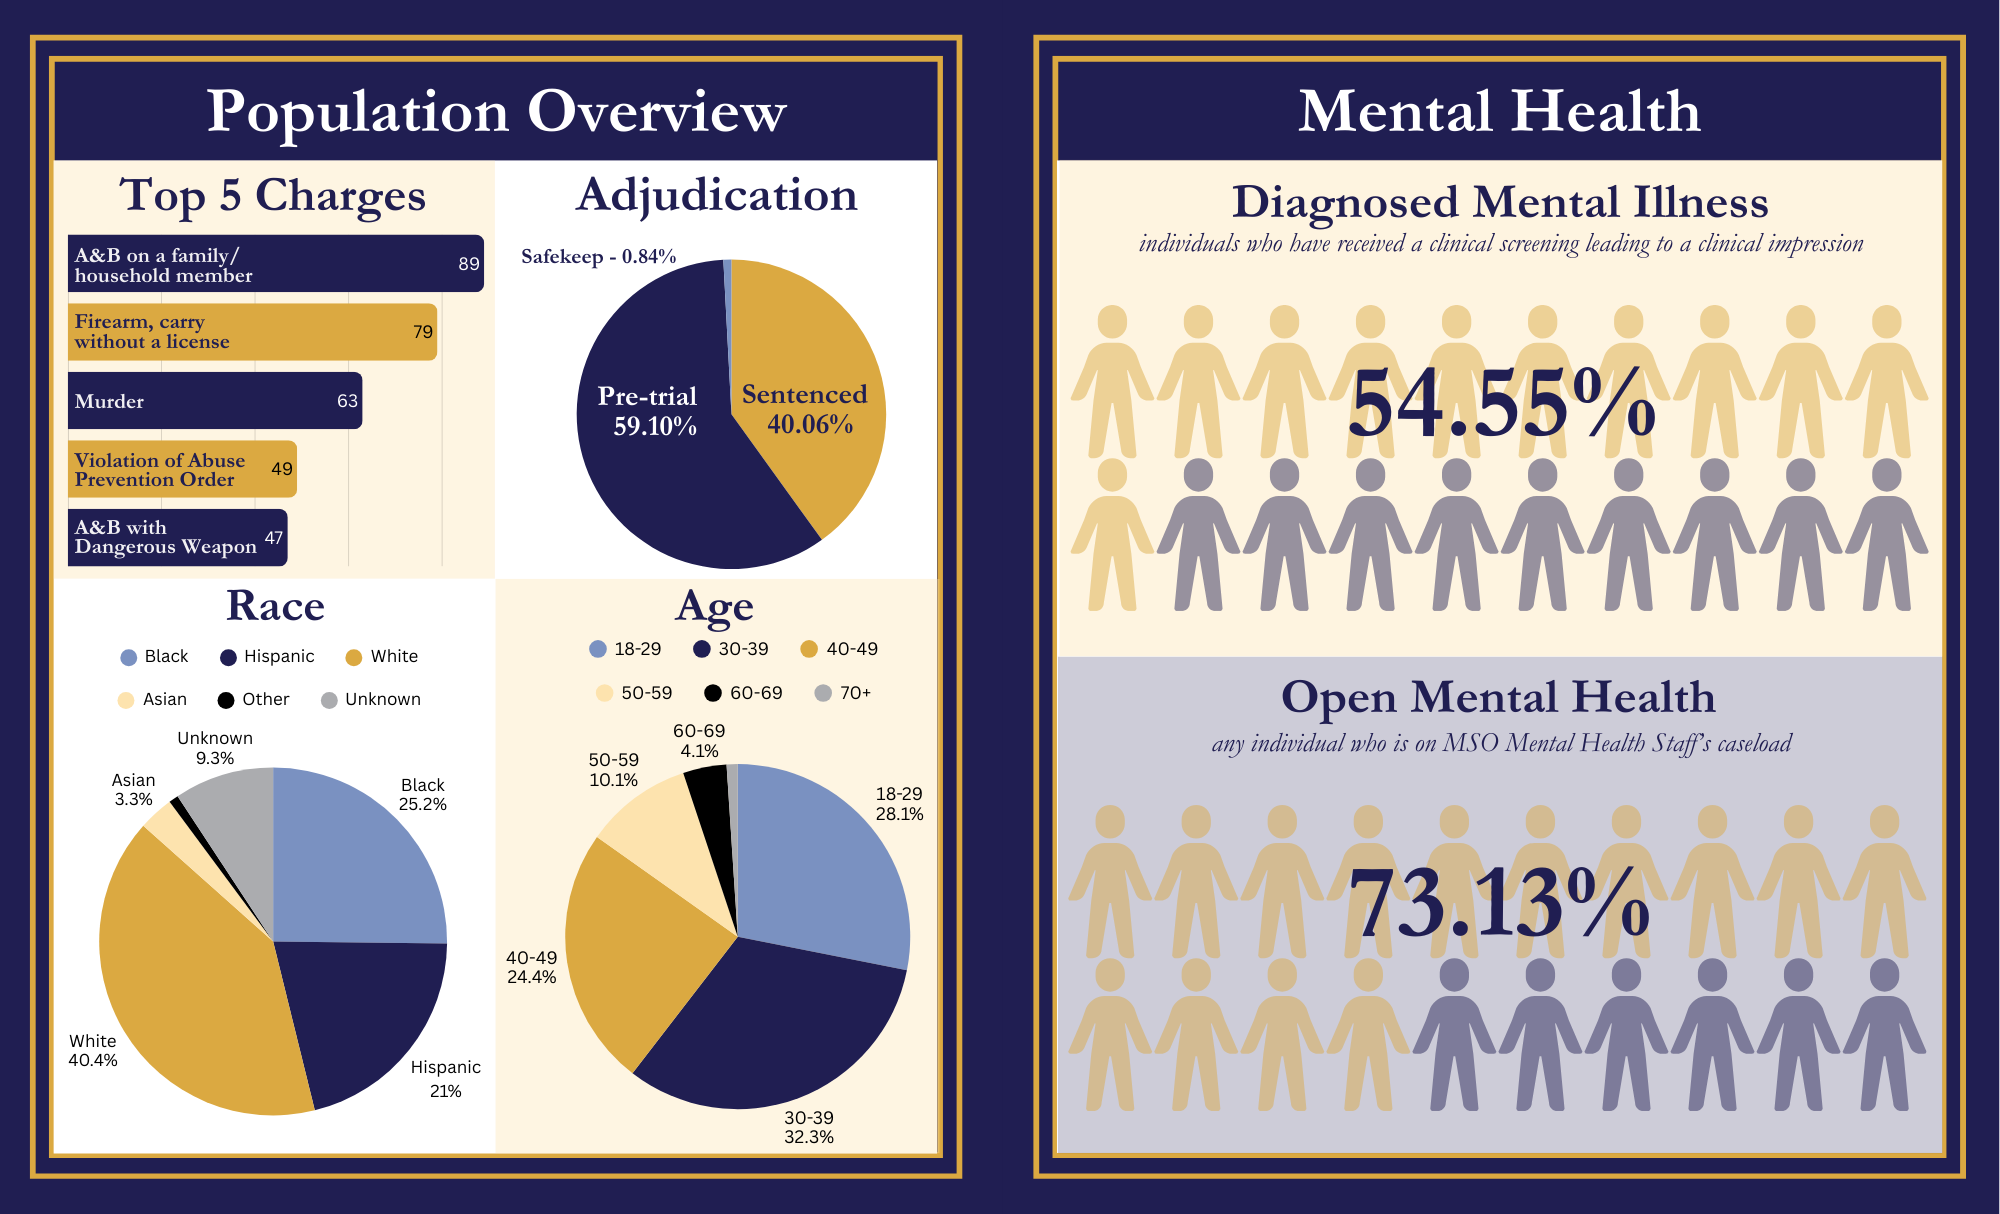 Population Overview
Top 5 Charges
A&B on a family/
household member
89
Firearm, carry
without a license
79
Murder
63
Violation of Abuse
Prevention Order
49
A&B with
Dangerous Weapon
47
Adjudication
Safekeep - 0.84%
Pre-trial
59.10%
Sentenced
40.06%
Race
Black
Hispanic
White
Asian
Other
Unknown
Unknown
9.3%
Asian
3.3%
Black
25.2%
White
40.4%
Hispanic
21%
Age
18-29
30-39
40-49
50-59
60-69
70+
60-69
4.1%
50-59
10.1%
18-29
28.1%
40-49
24.4%
30-39
32.3%
Mental Health
Diagnosed Mental Illness
individuals who have received a clinical screening leading to a clinical impression
54.55%
Open Mental Health
any individual who is on MSO Mental Health Staff's caseload
73.13%